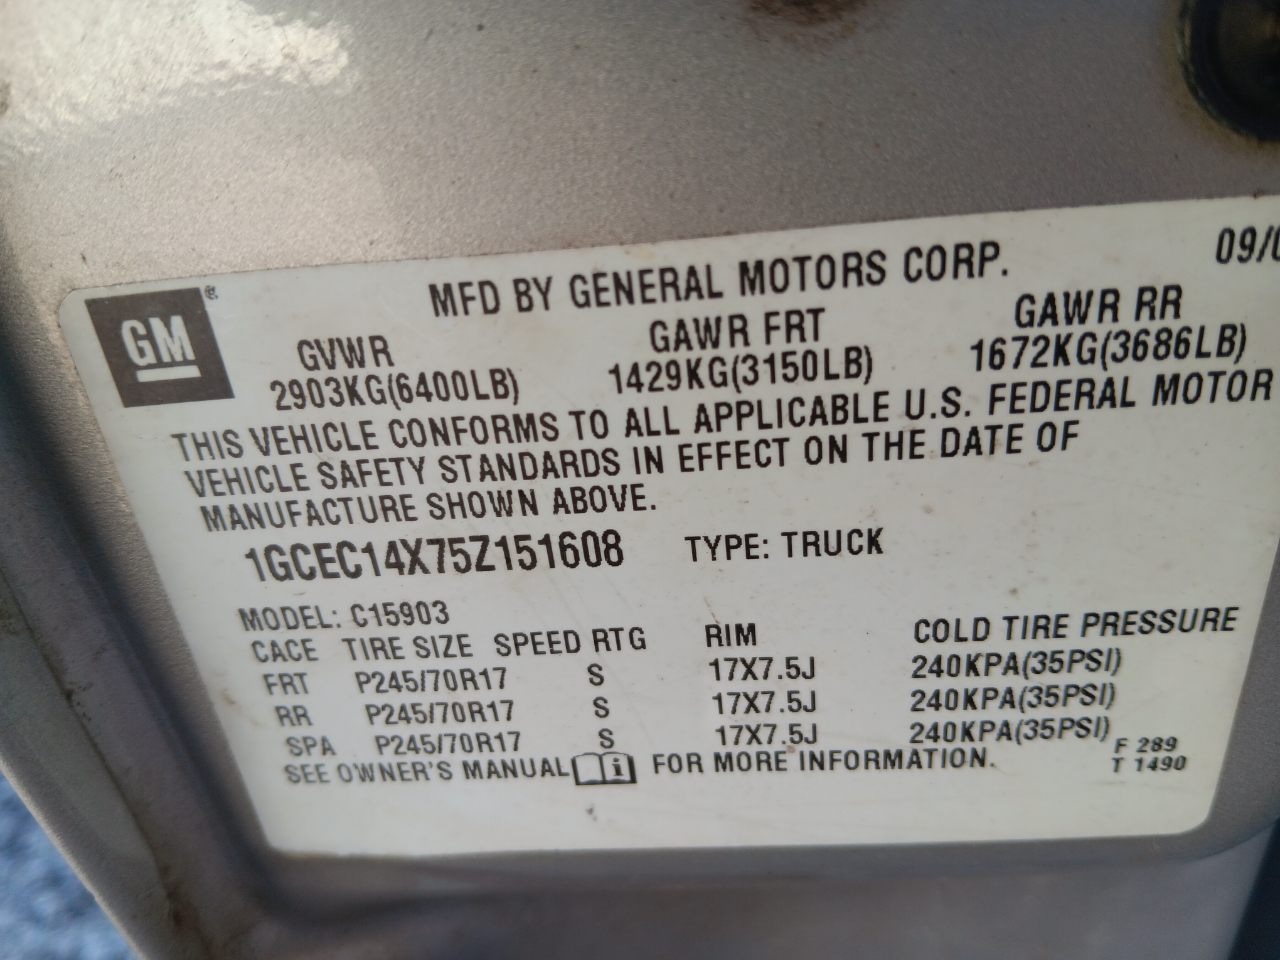 09/0
MFD BY GENERAL MOTORS CORP.
GM®
GVWR GAWR FRT GAWR RR
2903KG(6400LB) 1429KG(3150LB) 1672KG(3686LB)
THIS VEHICLE CONFORMS TO ALL APPLICABLE U.S. FEDERAL MOTOR
VEHICLE SAFETY STANDARDS IN EFFECT ON THE DATE OF
MANUFACTURE SHOWN ABOVE.
1GCEC14X75Z151608 TYPE: TRUCK
MODEL: C15903
CACE TIRE SIZE SPEED RTG RIM COLD TIRE PRESSURE
FRT P245/70R17 S 17X7.5J 240KPA(35PSI)
RR P245/70R17 S 17X7.5J 240KPA(35PSI)
SPA P245/70R17 S 17X7.5J 240KPA(35PSI)
SEE OWNER'S MANUAL i FOR MORE INFORMATION.
F 289
T 1490